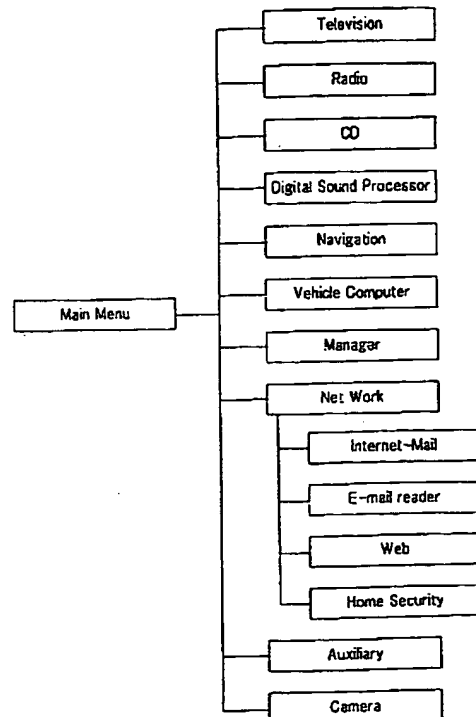 Television
Radio
CD
Digital Sound Processor
Navigation
Vehicle Computer
Main Menu
Manager
Net Work
Internet-Mail
E-mail reader
Web
Home Security
Auxiliary
Camera